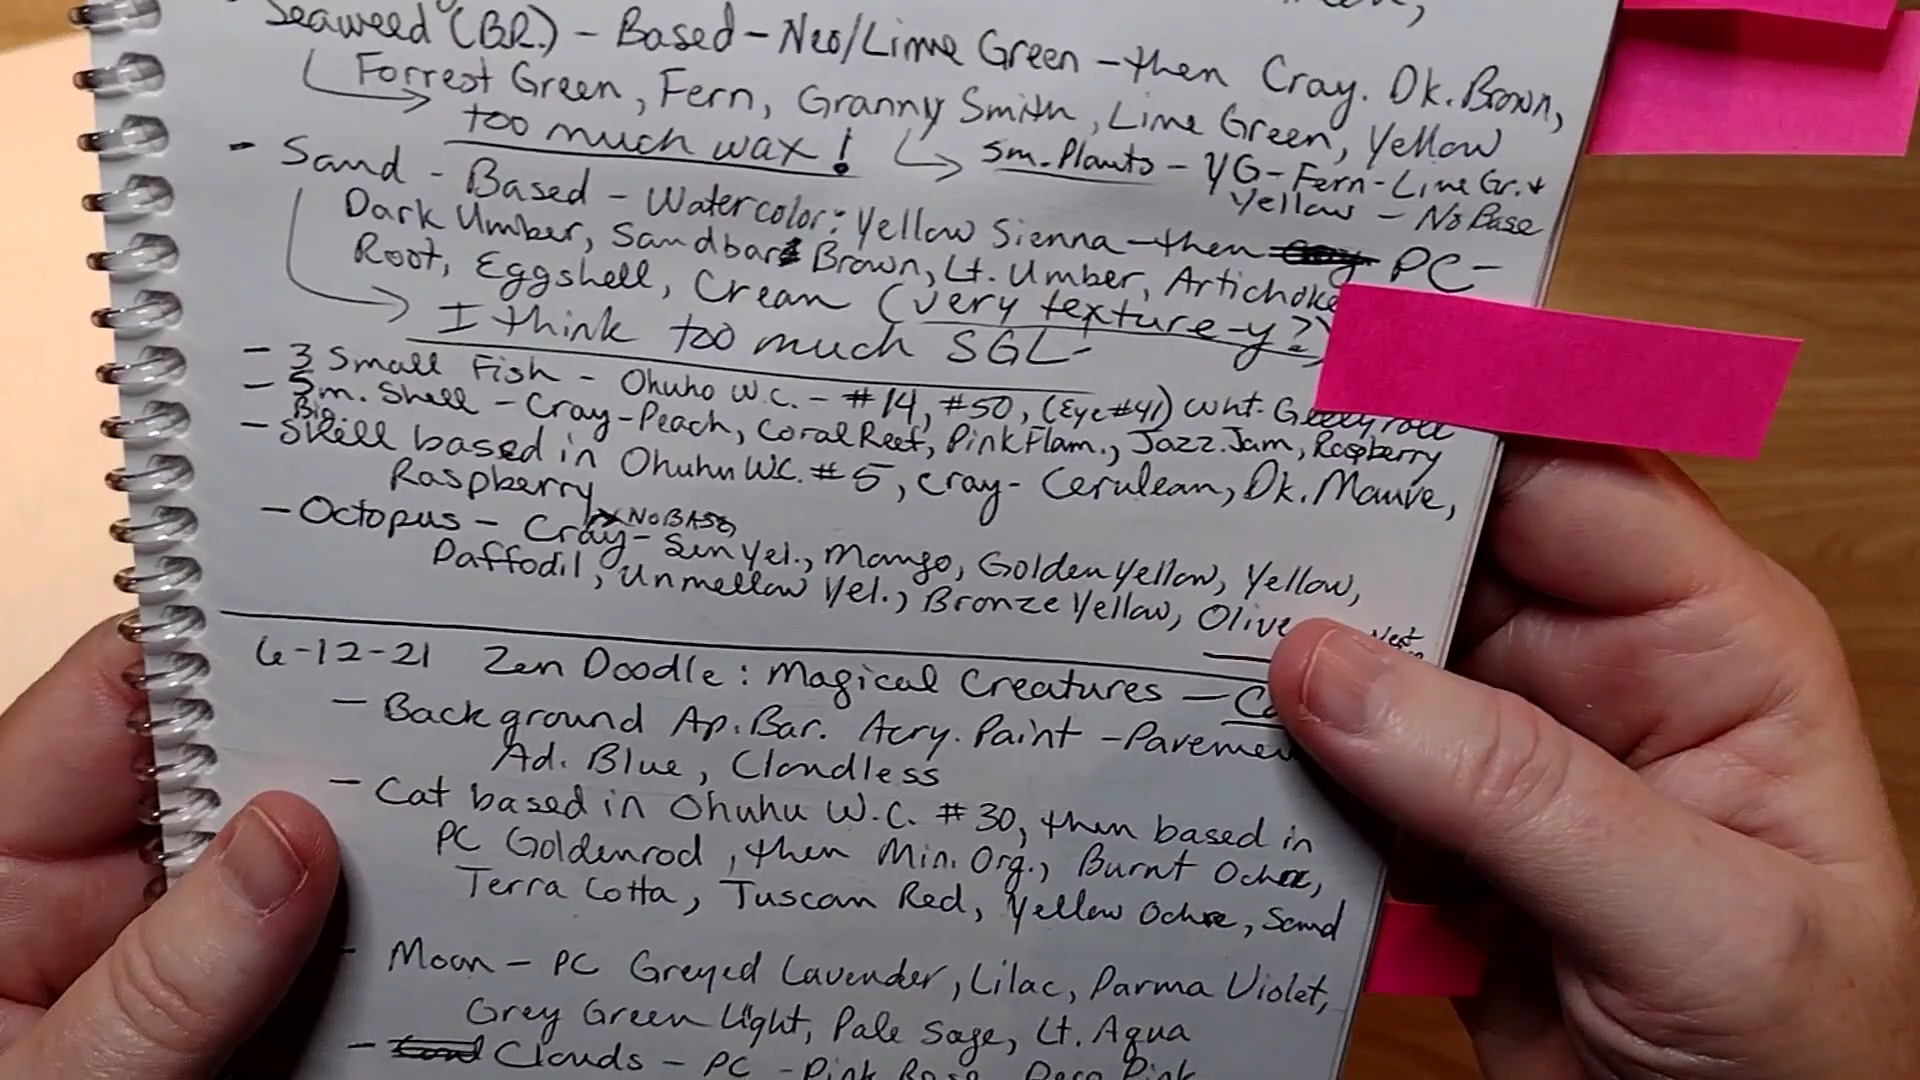 Seaweed (BR.) - Based - Neo/Lime Green - then Cray. Dk. Brown,
Forrest Green, Fern, Granny Smith, Lime Green, Yellow
too much wax! Sm. Plants - YG - Fern - Lime Gr. +
Yellow - No Base
- Sand - Based - Watercolor: Yellow Sienna - then PC -
Dark Umber, Sandbar Brown, Lt. Umber, Artichoke
Root, Eggshell, Cream (very texture-y?)
I think too much SGL-
- 3 Small Fish - Ohuho W.C. - #14, #50, (Eye #41) Wht. Gellyroll
- Sm. Shell - Cray - Peach, Coral Reef, Pink Flam., Jazz. Jam, Raspberry
- Big Shell based in Ohuhu W.C. #5, Cray - Cerulean, Dk. Mauve,
Raspberry
- Octopus - Cray - No BASE Sun Yel., Mango, Golden Yellow, Yellow,
Daffodil, Unmellow Yel., Bronze Yellow, Olive
6-12-21 Zen Doodle: Magical Creatures -
- Background Ap. Bar. Acry. Paint -
Ad. Blue, Cloudless
- Cat based in Ohuhu W.C. #30, then based in
PC Goldenrod, then Min. Org., Burnt Ochre,
Terra Cotta, Tuscan Red, Yellow Ochre, Sand
- Moon - PC Greyed Lavender, Lilac, Parma Violet,
Grey Green Light, Pale Sage, Lt. Aqua
- Clouds - PC - Pink Rose, Deco Pink